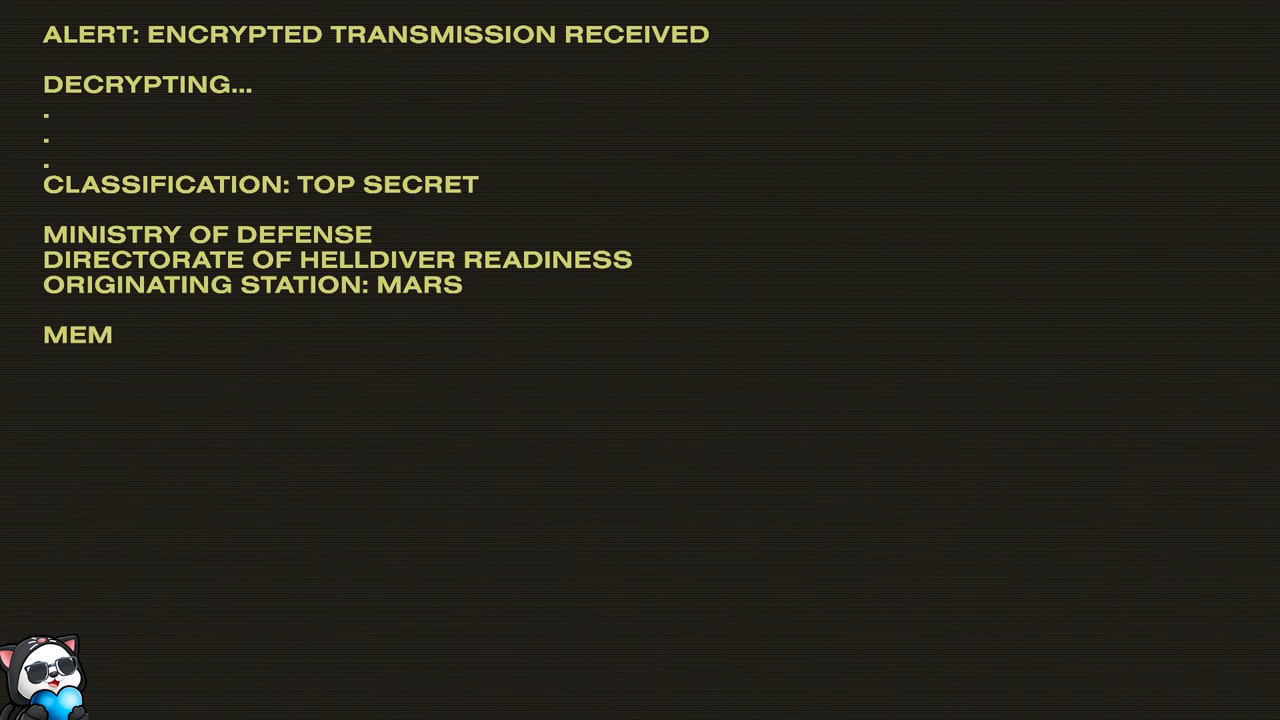 ALERT: ENCRYPTED TRANSMISSION RECEIVED
DECRYPTING...
.
.
.
CLASSIFICATION: TOP SECRET
MINISTRY OF DEFENSE
DIRECTORATE OF HELLDIVER READINESS
ORIGINATING STATION: MARS
MEM